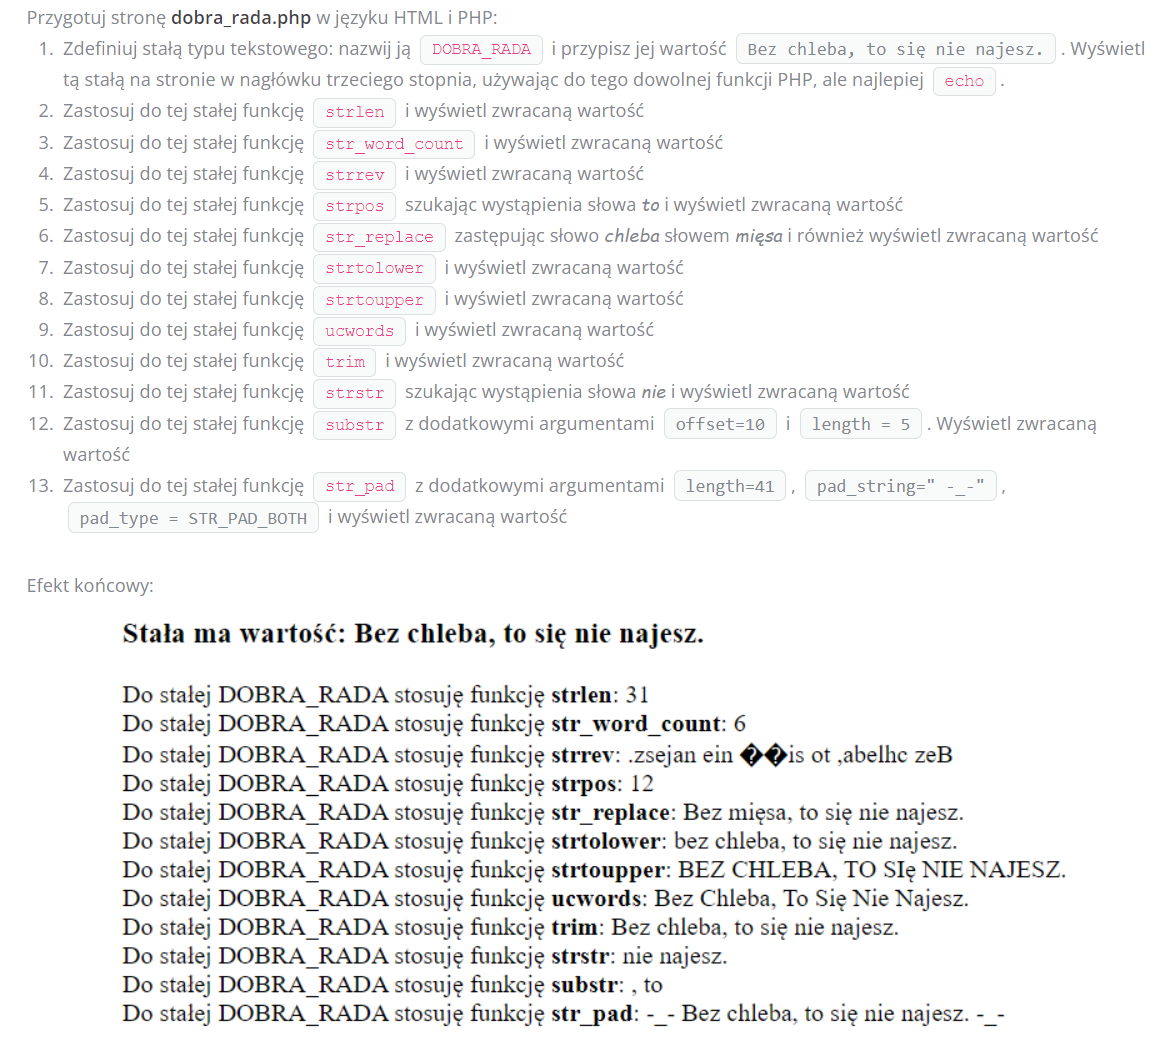 Przygotuj stronę dobra_rada.php w języku HTML i PHP:
1. Zdefiniuj stałą typu tekstowego: nazwij ją DOBRA_RADA i przypisz jej wartość Bez chleba, to się nie najesz. . Wyświetl
tą stałą na stronie w nagłówku trzeciego stopnia, używając do tego dowolnej funkcji PHP, ale najlepiej echo .
2. Zastosuj do tej stałej funkcję strlen i wyświetl zwracaną wartość
3. Zastosuj do tej stałej funkcję str_word_count i wyświetl zwracaną wartość
4. Zastosuj do tej stałej funkcję strrev i wyświetl zwracaną wartość
5. Zastosuj do tej stałej funkcję strpos szukając wystąpienia słowa to i wyświetl zwracaną wartość
6. Zastosuj do tej stałej funkcję str_replace zastępując słowo chleba słowem mięsa i również wyświetl zwracaną wartość
7. Zastosuj do tej stałej funkcję strtolower i wyświetl zwracaną wartość
8. Zastosuj do tej stałej funkcję strtoupper i wyświetl zwracaną wartość
9. Zastosuj do tej stałej funkcję ucwords i wyświetl zwracaną wartość
10. Zastosuj do tej stałej funkcję trim i wyświetl zwracaną wartość
11. Zastosuj do tej stałej funkcję strstr szukając wystąpienia słowa nie i wyświetl zwracaną wartość
12. Zastosuj do tej stałej funkcję substr z dodatkowymi argumentami offset=10 i length = 5 . Wyświetl zwracaną
wartość
13. Zastosuj do tej stałej funkcję str_pad z dodatkowymi argumentami length=41 , pad_string=" -_-" ,
pad_type = STR_PAD_BOTH i wyświetl zwracaną wartość
Efekt końcowy:
Stała ma wartość: Bez chleba, to się nie najesz.
Do stałej DOBRA_RADA stosuję funkcję strlen: 31
Do stałej DOBRA_RADA stosuję funkcję str_word_count: 6
Do stałej DOBRA_RADA stosuję funkcję strrev: .zsejan ein ��is ot ,abelhc zeB
Do stałej DOBRA_RADA stosuję funkcję strpos: 12
Do stałej DOBRA_RADA stosuję funkcję str_replace: Bez mięsa, to się nie najesz.
Do stałej DOBRA_RADA stosuję funkcję strtolower: bez chleba, to się nie najesz.
Do stałej DOBRA_RADA stosuję funkcję strtoupper: BEZ CHLEBA, TO SIę NIE NAJESZ.
Do stałej DOBRA_RADA stosuję funkcję ucwords: Bez Chleba, To Się Nie Najesz.
Do stałej DOBRA_RADA stosuję funkcję trim: Bez chleba, to się nie najesz.
Do stałej DOBRA_RADA stosuję funkcję strstr: nie najesz.
Do stałej DOBRA_RADA stosuję funkcję substr: , to
Do stałej DOBRA_RADA stosuję funkcję str_pad: -_- Bez chleba, to się nie najesz. -_-